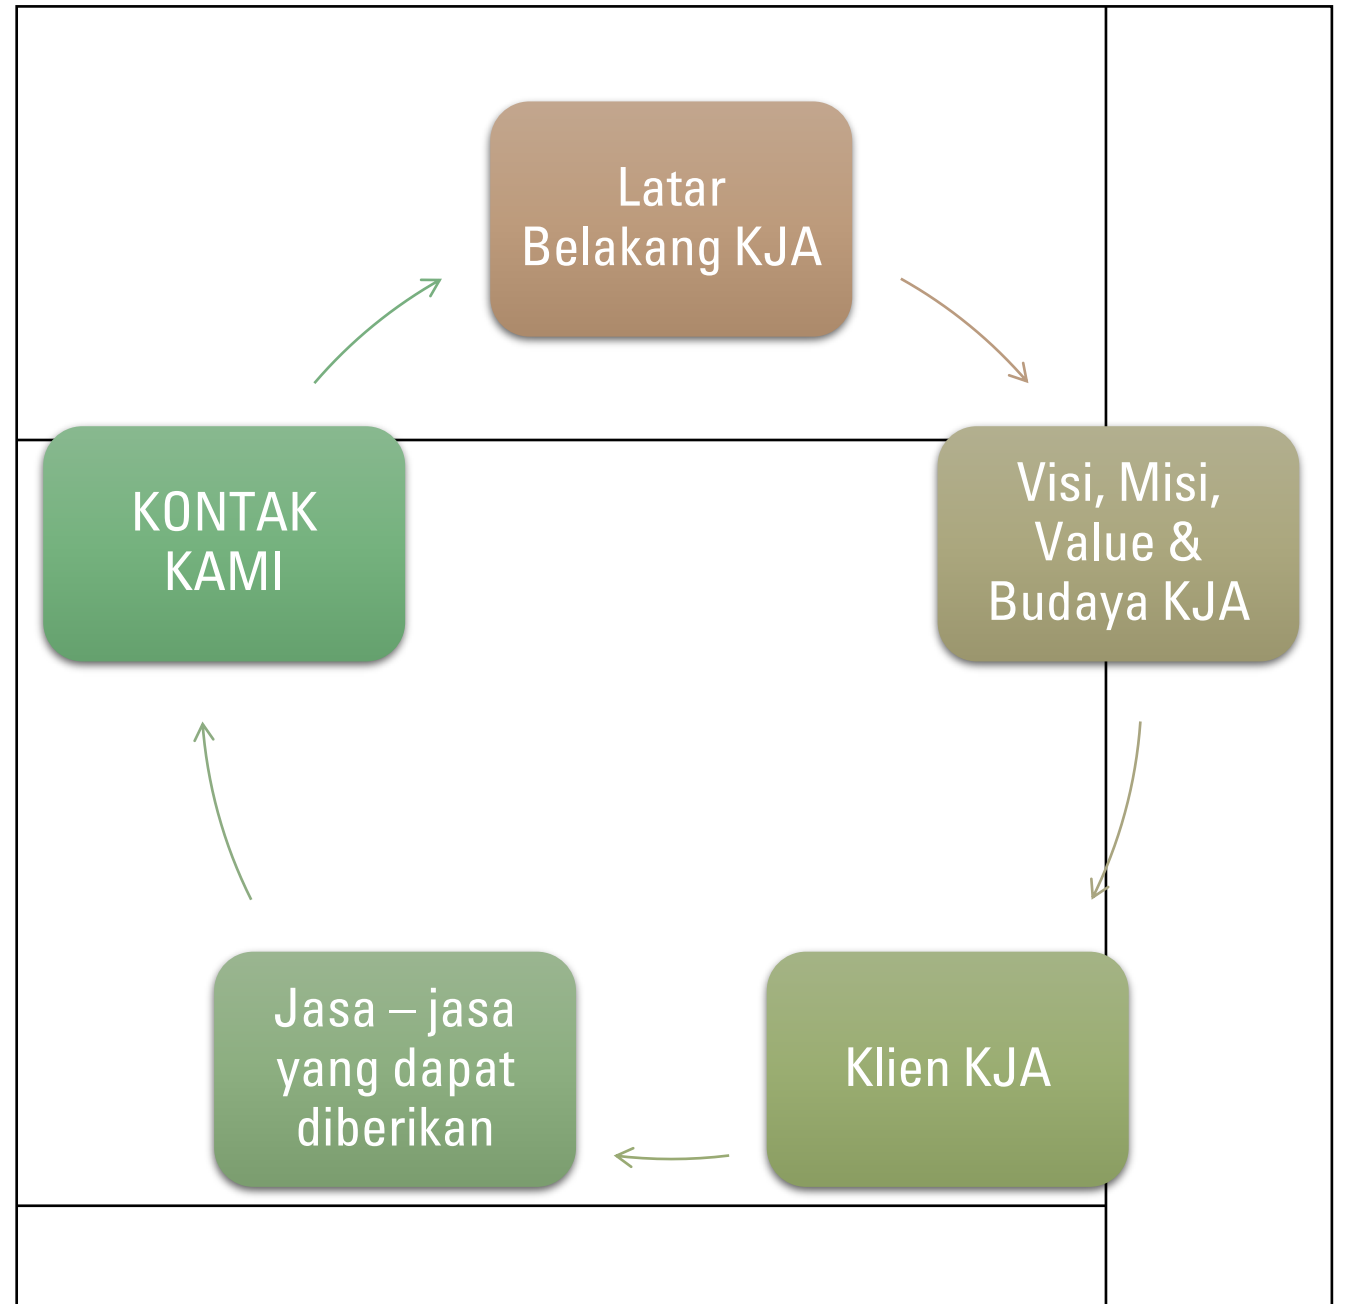 Latar
Belakang KJA
Visi, Misi,
Value &
Budaya KJA
Klien KJA
Jasa – jasa
yang dapat
diberikan
KONTAK
KAMI